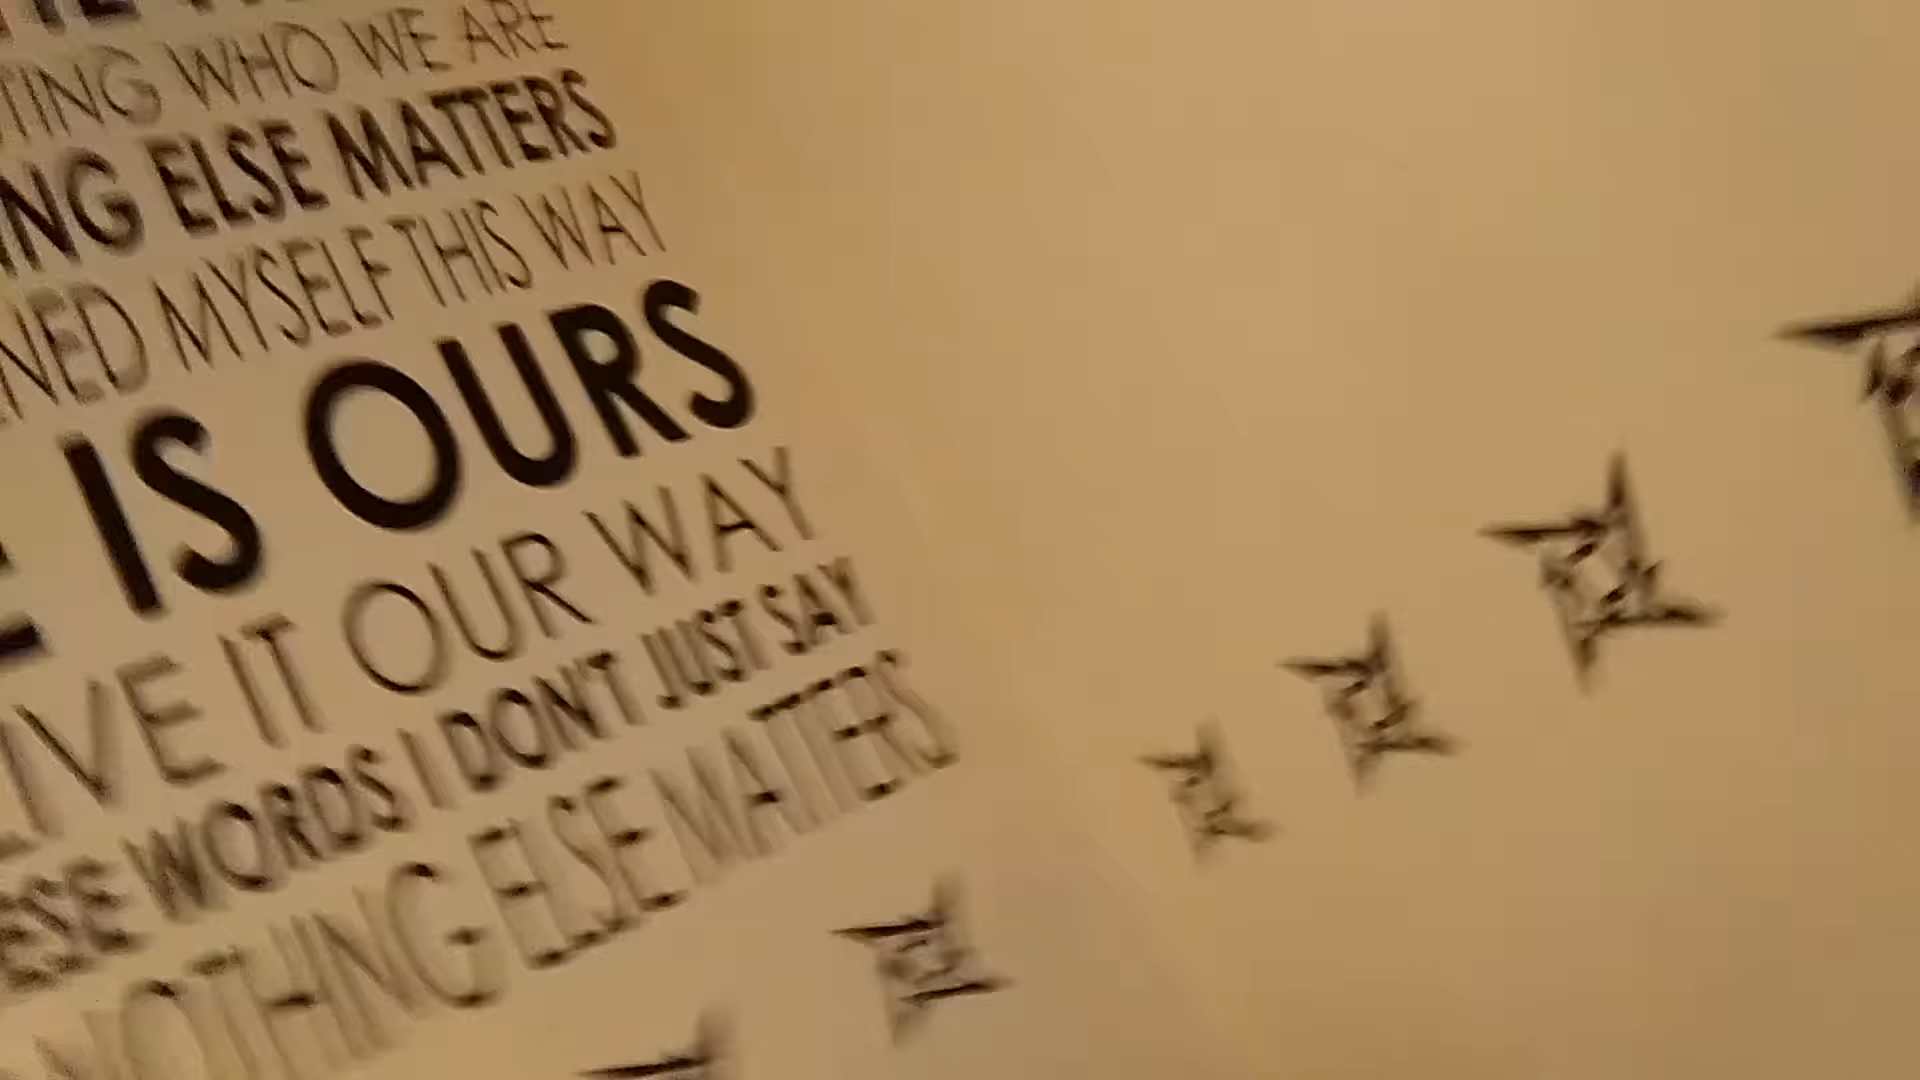 TING WHO WE ARE
ING ELSE MATTERS
NED MYSELF THIS WAY
IS OURS
IVE IT OUR WAY
ESE WORDS I DON'T JUST SAY
NOTHING ELSE MATTERS